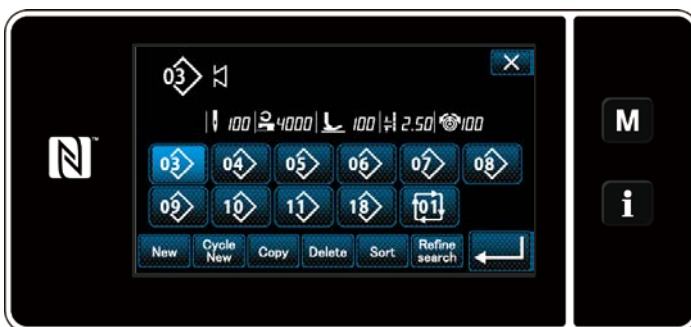 03
100 4000 100 2.50 100
03 04 05 06 07 08
09 10 11 18 01
New Cycle New Copy Delete Sort Refine search
M
i
N™